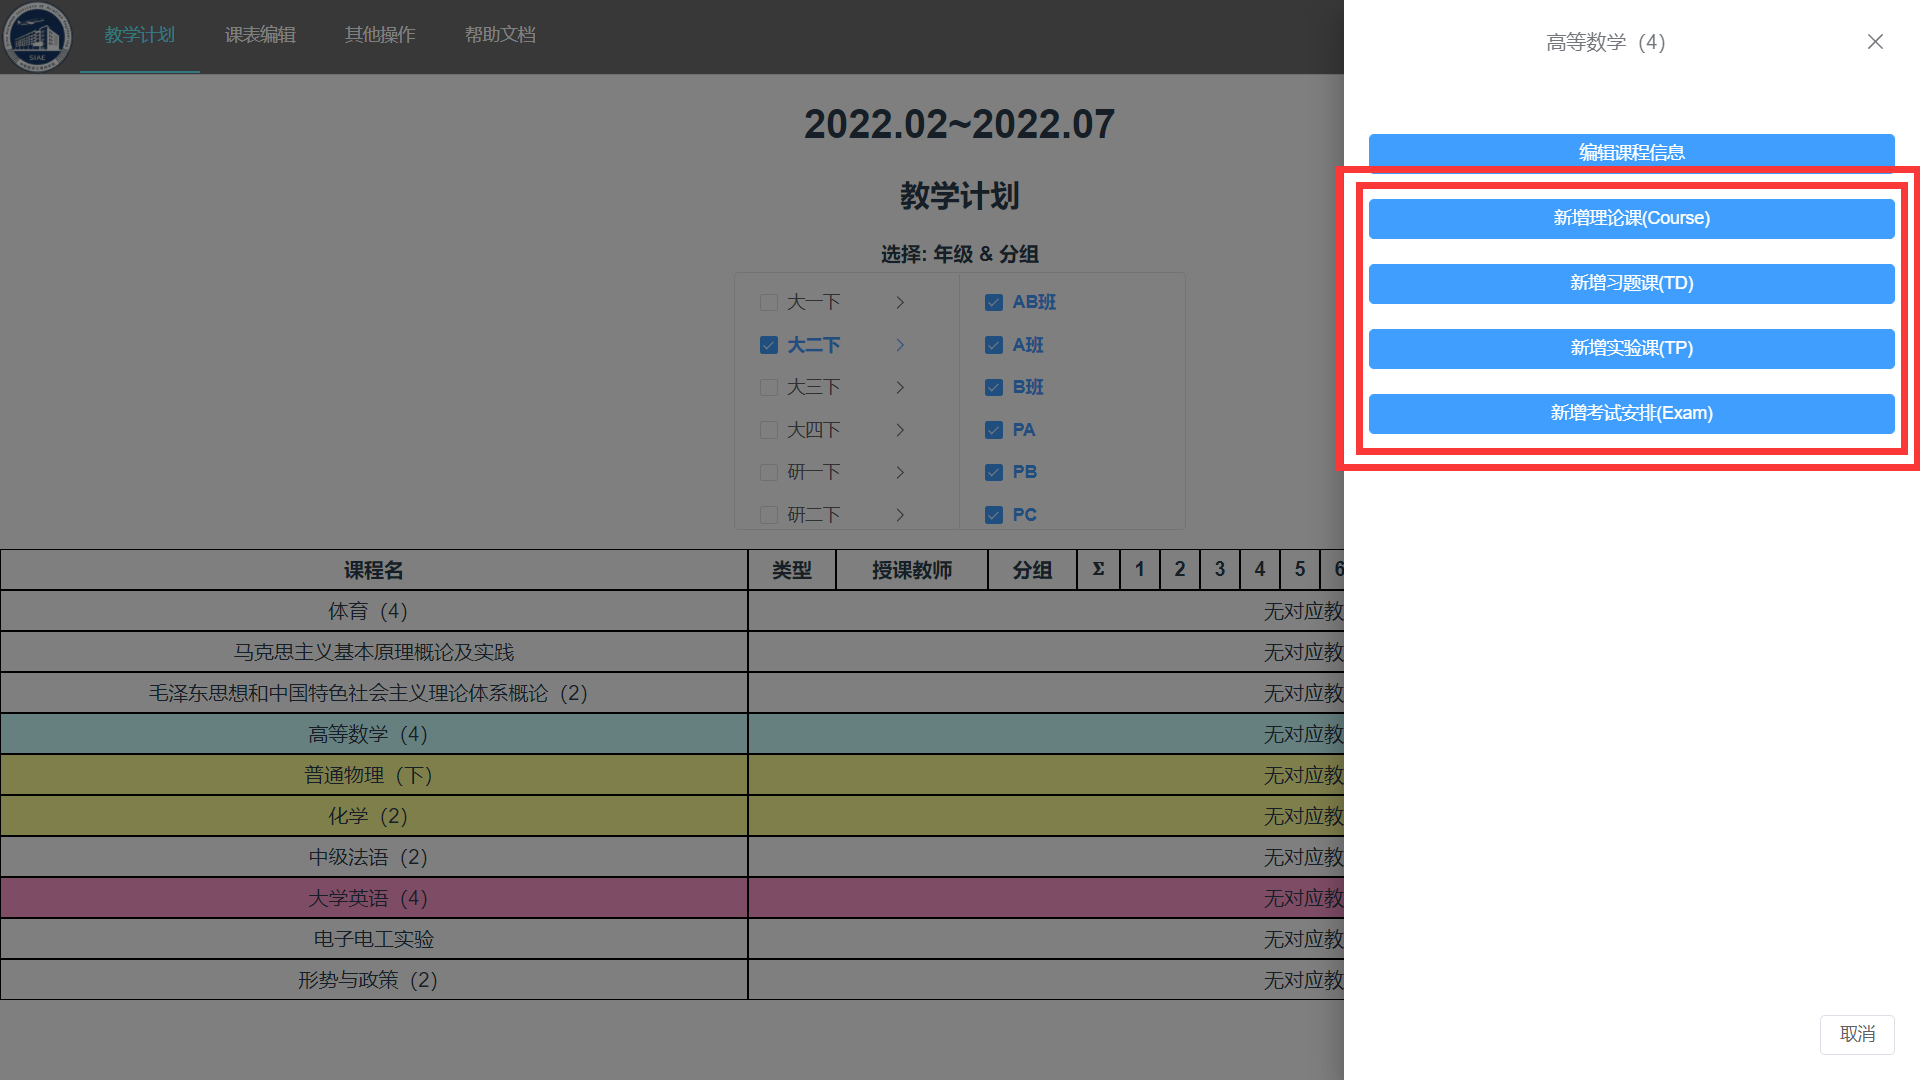 SIAE
教学计划 课表编辑 其他操作 帮助文档
2022.02~2022.07
教学计划
选择: 年级 & 分组
大一下 AB班
大二下 A班
大三下 B班
大四下 PA
研一下 PB
研二下 PC
课程名 类型 授课教师 分组 Σ 1 2 3 4 5 6
体育（4） 无对应教
马克思主义基本原理概论及实践 无对应教
毛泽东思想和中国特色社会主义理论体系概论（2） 无对应教
高等数学（4） 无对应教
普通物理（下） 无对应教
化学（2） 无对应教
中级法语（2） 无对应教
大学英语（4） 无对应教
电子电工实验 无对应教
形势与政策（2） 无对应教
高等数学（4）
编辑课程信息
新增理论课(Course)
新增习题课(TD)
新增实验课(TP)
新增考试安排(Exam)
取消